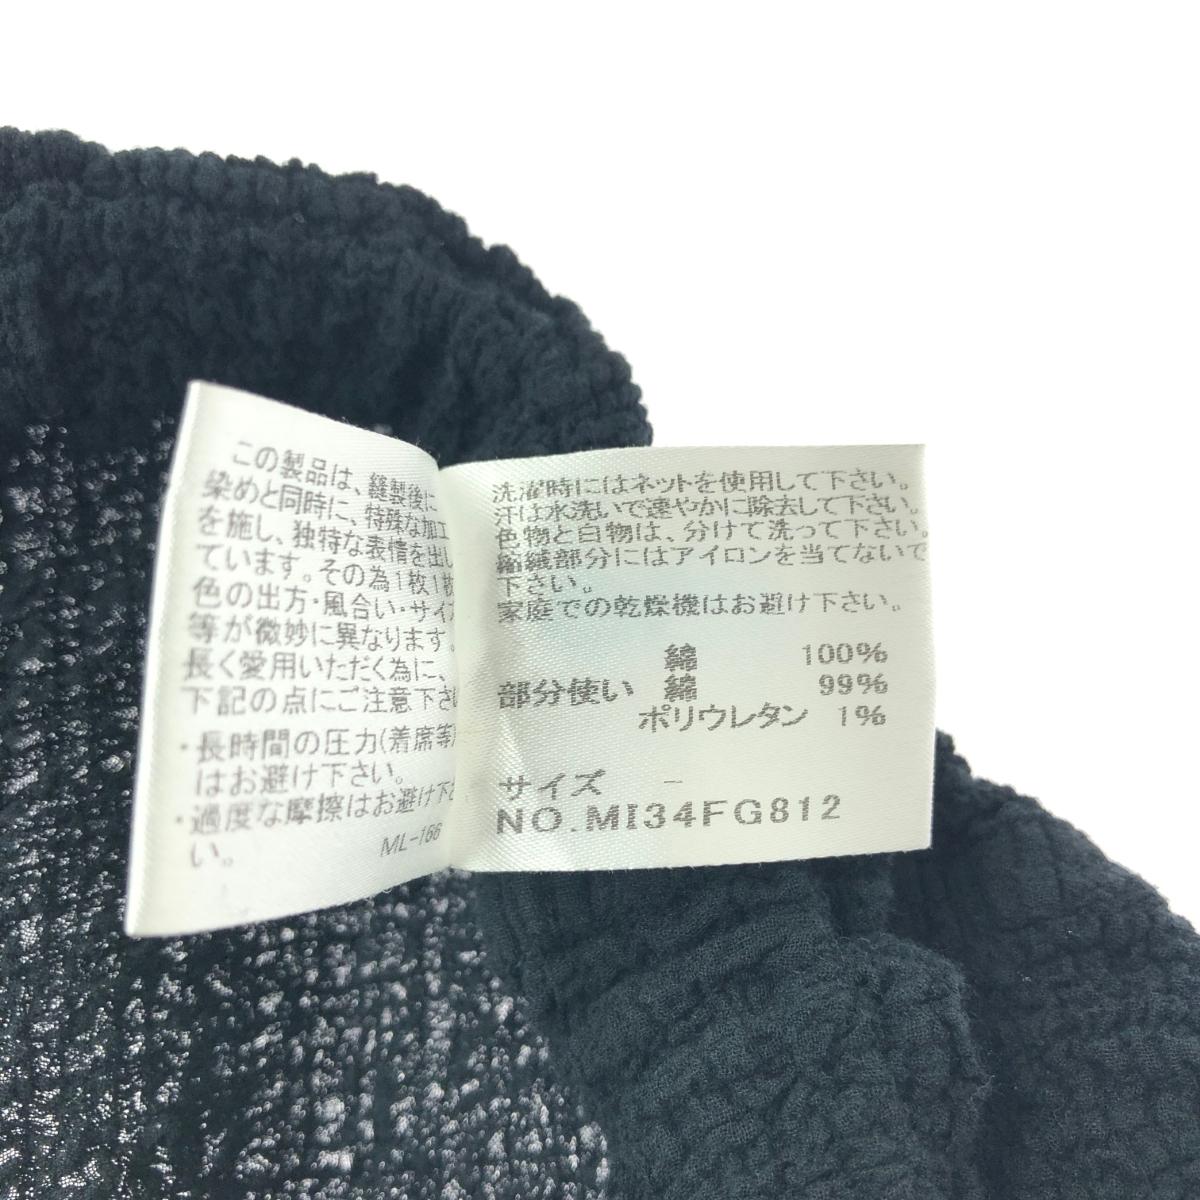 この製品は、縫製後に
染めと同時に、特殊な加工
を施し、独特な表情を出し
ています。その為1枚1枚
色の出方・風合い・サイズ
等が微妙に異なります。
長く愛用いただく為に、
下記の点にご注意下さい
・長時間の圧力(着席等)
はお避け下さい。
・過度な摩擦はお避け下さ
い。
ML-166
洗濯時にはネットを使用して下さい。
汗は水洗いで速やかに除去して下さい。
色物と白物は、分けて洗って下さい。
縮絨部分にはアイロンを当てないで
下さい。
家庭での乾燥機はお避け下さい。
綿 100%
部分使い 綿 99%
ポリウレタン 1%
サイズ －
NO.MI34FG812